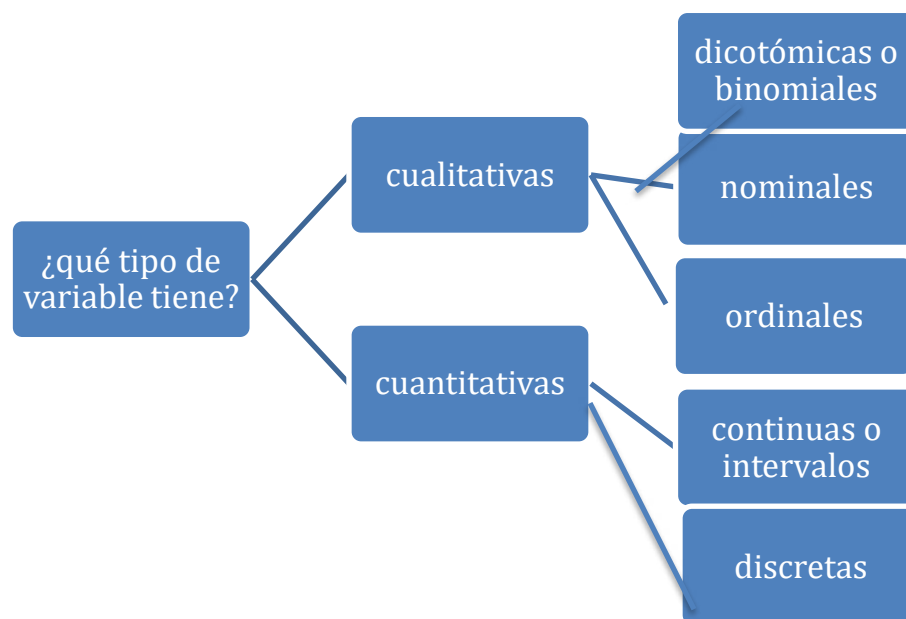 ¿qué tipo de
variable tiene?
cualitativas
dicotómicas o
binomiales
nominales
ordinales
cuantitativas
continuas o
intervalos
discretas